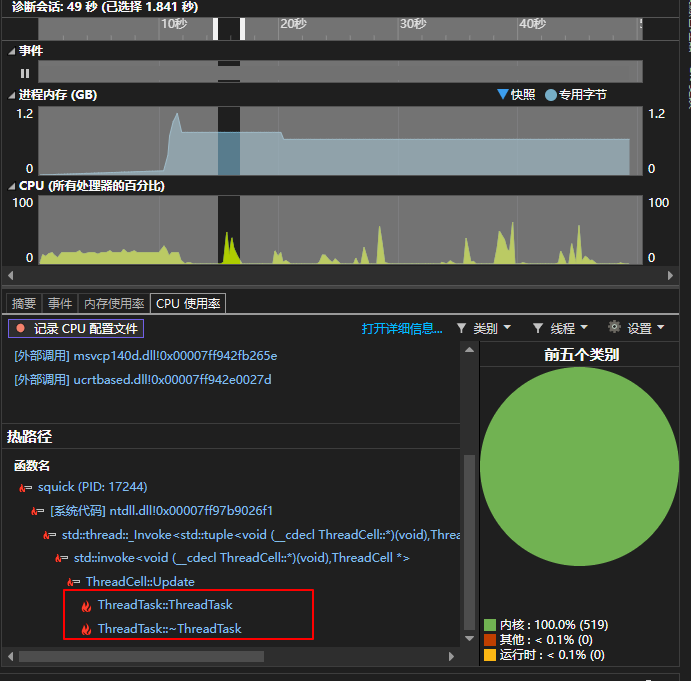 诊断会话: 49 秒 (已选择 1.841 秒)
10秒 20秒 30秒 40秒
事件
进程内存 (GB) 快照 专用字节
1.2 1.2
0 0
CPU (所有处理器的百分比)
100 100
0 0
摘要 事件 内存使用率 CPU 使用率
记录 CPU 配置文件 打开详细信息... 类别 线程 设置
[外部调用] msvcp140d.dll!0x00007ff942fb265e
[外部调用] ucrtbased.dll!0x00007ff942e0027d
前五个类别
热路径
函数名
squick (PID: 17244)
[系统代码] ntdll.dll!0x00007ff97b9026f1
std::thread::_Invoke<std::tuple<void (__cdecl ThreadCell::*)(void),Threa
std::invoke<void (__cdecl ThreadCell::*)(void),ThreadCell *>
ThreadCell::Update
ThreadTask::ThreadTask
ThreadTask::~ThreadTask
内核 : 100.0% (519)
其他 : < 0.1% (0)
运行时 : < 0.1% (0)